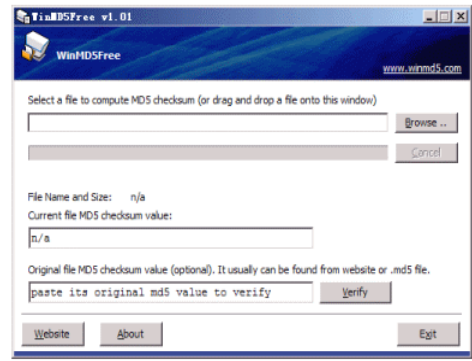 WinMD5Free v1.01
WinMD5Free
www.winmd5.com
Select a file to compute MD5 checksum (or drag and drop a file onto this window)
Browse ..
Cancel
File Name and Size: n/a
Current file MD5 checksum value:
n/a
Original file MD5 checksum value (optional). It usually can be found from website or .md5 file.
paste its original md5 value to verify
Verify
Website
About
Exit